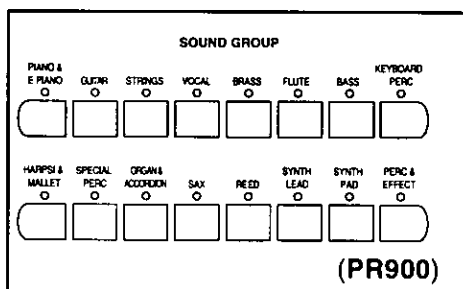 SOUND GROUP
PIANO & E PIANO
GUITAR
STRINGS
VOCAL
BRASS
FLUTE
BASS
KEYBOARD PERC
HARPSI & MALLET
SPECIAL PERC
ORGAN & ACCORDION
SAX
REED
SYNTH LEAD
SYNTH PAD
PERC & EFFECT
(PR900)